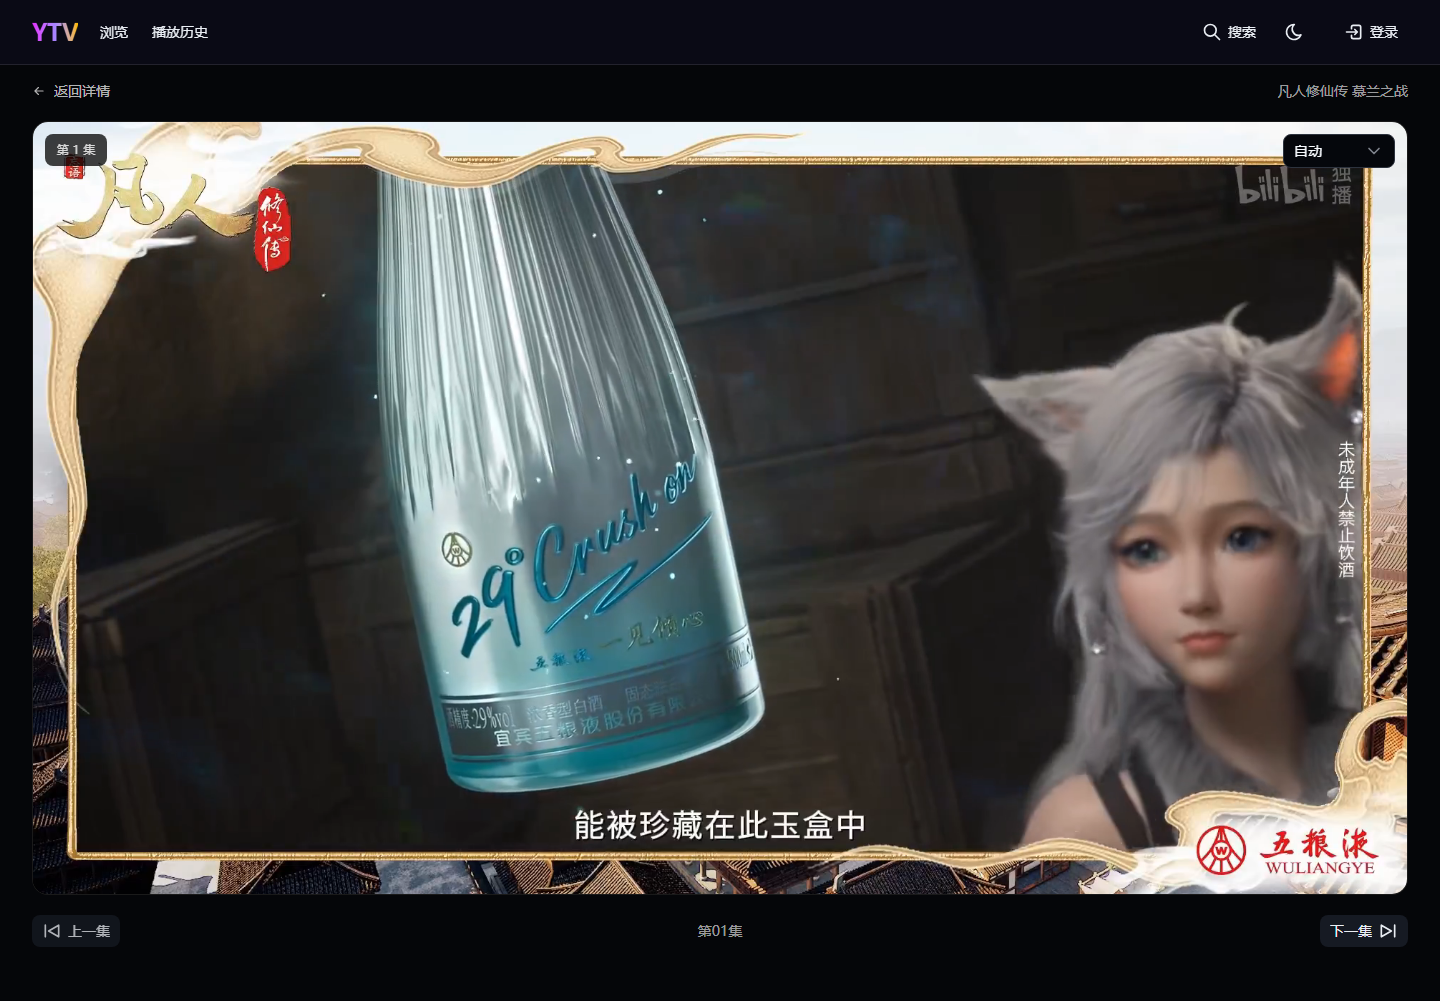 YTV
浏览
播放历史
搜索
登录
返回详情
凡人修仙传 慕兰之战
第 1 集
自动
语
凡人
修仙传
bilibili
独播
29° Crush on
一见倾心
五粮液
酒精度:29%vol 浓香型白酒
宜宾五粮液股份有限
未成年人禁止饮酒
能被珍藏在此玉盒中
五粮液
WULIANGYE
上一集
第01集
下一集